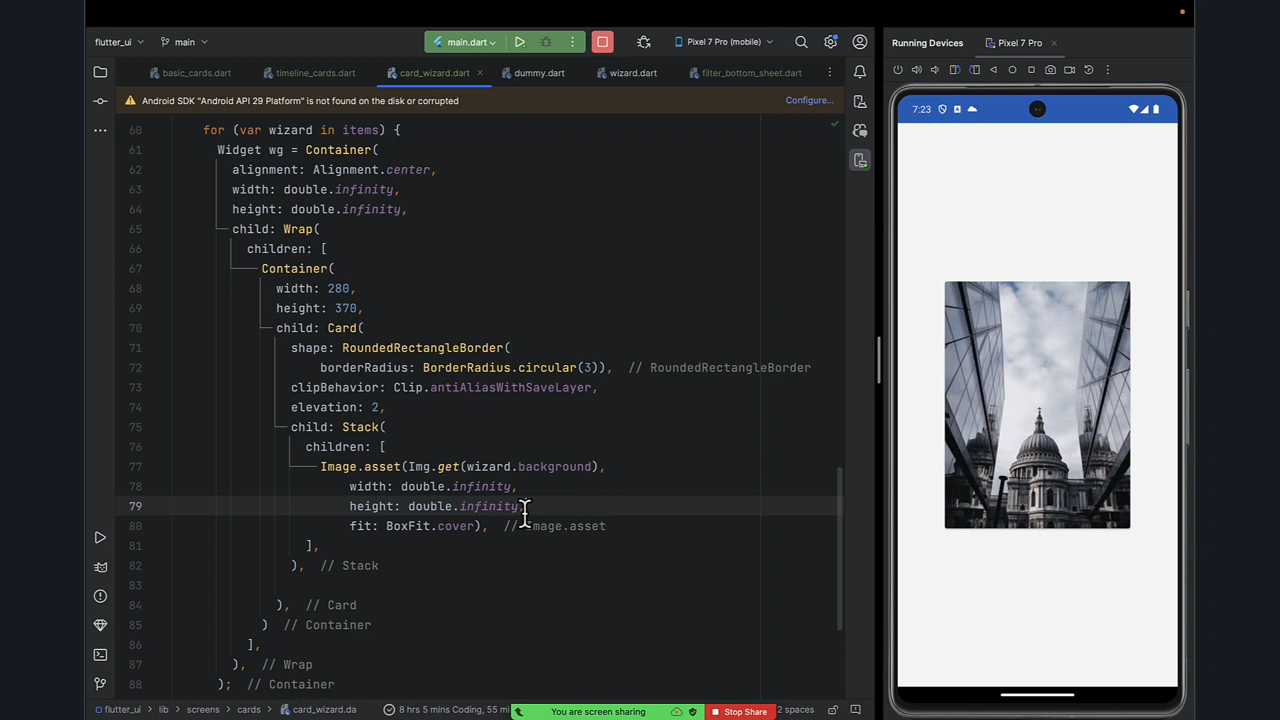 flutter_ui
main
main.dart
Pixel 7 Pro (mobile)
Running Devices
Pixel 7 Pro
basic_cards.dart
timeline_cards.dart
card_wizard.dart
dummy.dart
wizard.dart
filter_bottom_sheet.dart
Android SDK "Android API 29 Platform" is not found on the disk or corrupted
Configure...
7:23
60 for (var wizard in items) {
61 Widget wg = Container(
62 alignment: Alignment.center,
63 width: double.infinity,
64 height: double.infinity,
65 child: Wrap(
66 children: [
67 Container(
68 width: 280,
69 height: 370,
70 child: Card(
71 shape: RoundedRectangleBorder(
72 borderRadius: BorderRadius.circular(3)), // RoundedRectangleBorder
73 clipBehavior: Clip.antiAliasWithSaveLayer,
74 elevation: 2,
75 child: Stack(
76 children: [
77 Image.asset(Img.get(wizard.background),
78 width: double.infinity,
79 height: double.infinity,
80 fit: BoxFit.cover), // Image.asset
81 ],
82 ), // Stack
83
84 ), // Card
85 ) // Container
86 ],
87 ), // Wrap
88 ); // Container
flutter_ui > lib > screens > cards > card_wizard.da
8 hrs 5 mins Coding, 55 min
You are screen sharing
Stop Share
2 spaces